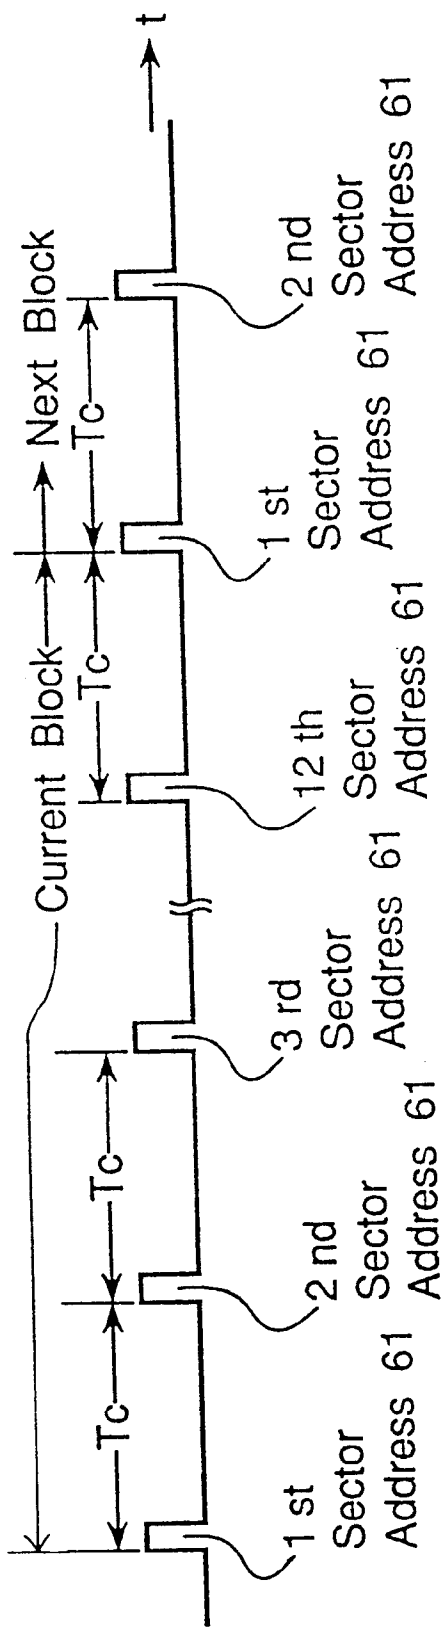 Current Block
Next Block
Tc
Tc
Tc
Tc
t
1 st
Sector
Address 61
2 nd
Sector
Address 61
3 rd
Sector
Address 61
12 th
Sector
Address 61
1 st
Sector
Address 61
2 nd
Sector
Address 61